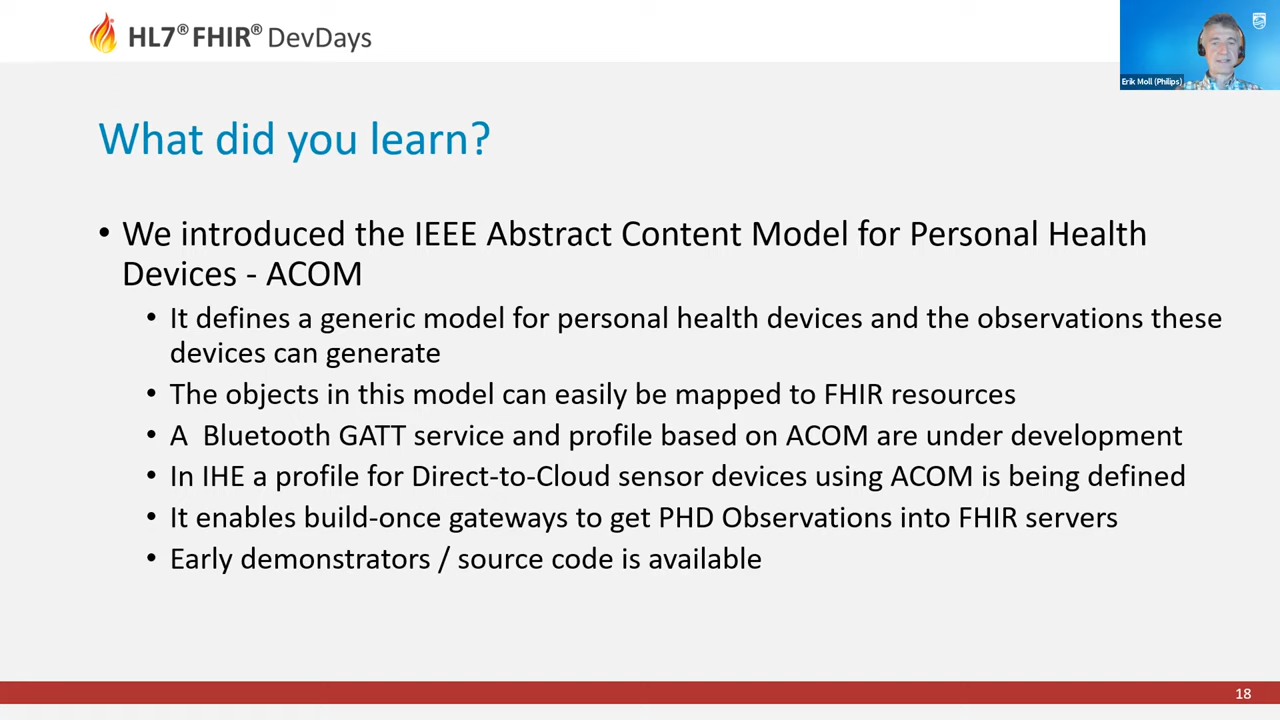 HL7® FHIR® DevDays
Erik Moll (Philips)
What did you learn?
• We introduced the IEEE Abstract Content Model for Personal Health
Devices - ACOM
• It defines a generic model for personal health devices and the observations these
devices can generate
• The objects in this model can easily be mapped to FHIR resources
• A  Bluetooth GATT service and profile based on ACOM are under development
• In IHE a profile for Direct-to-Cloud sensor devices using ACOM is being defined
• It enables build-once gateways to get PHD Observations into FHIR servers
• Early demonstrators / source code is available
18